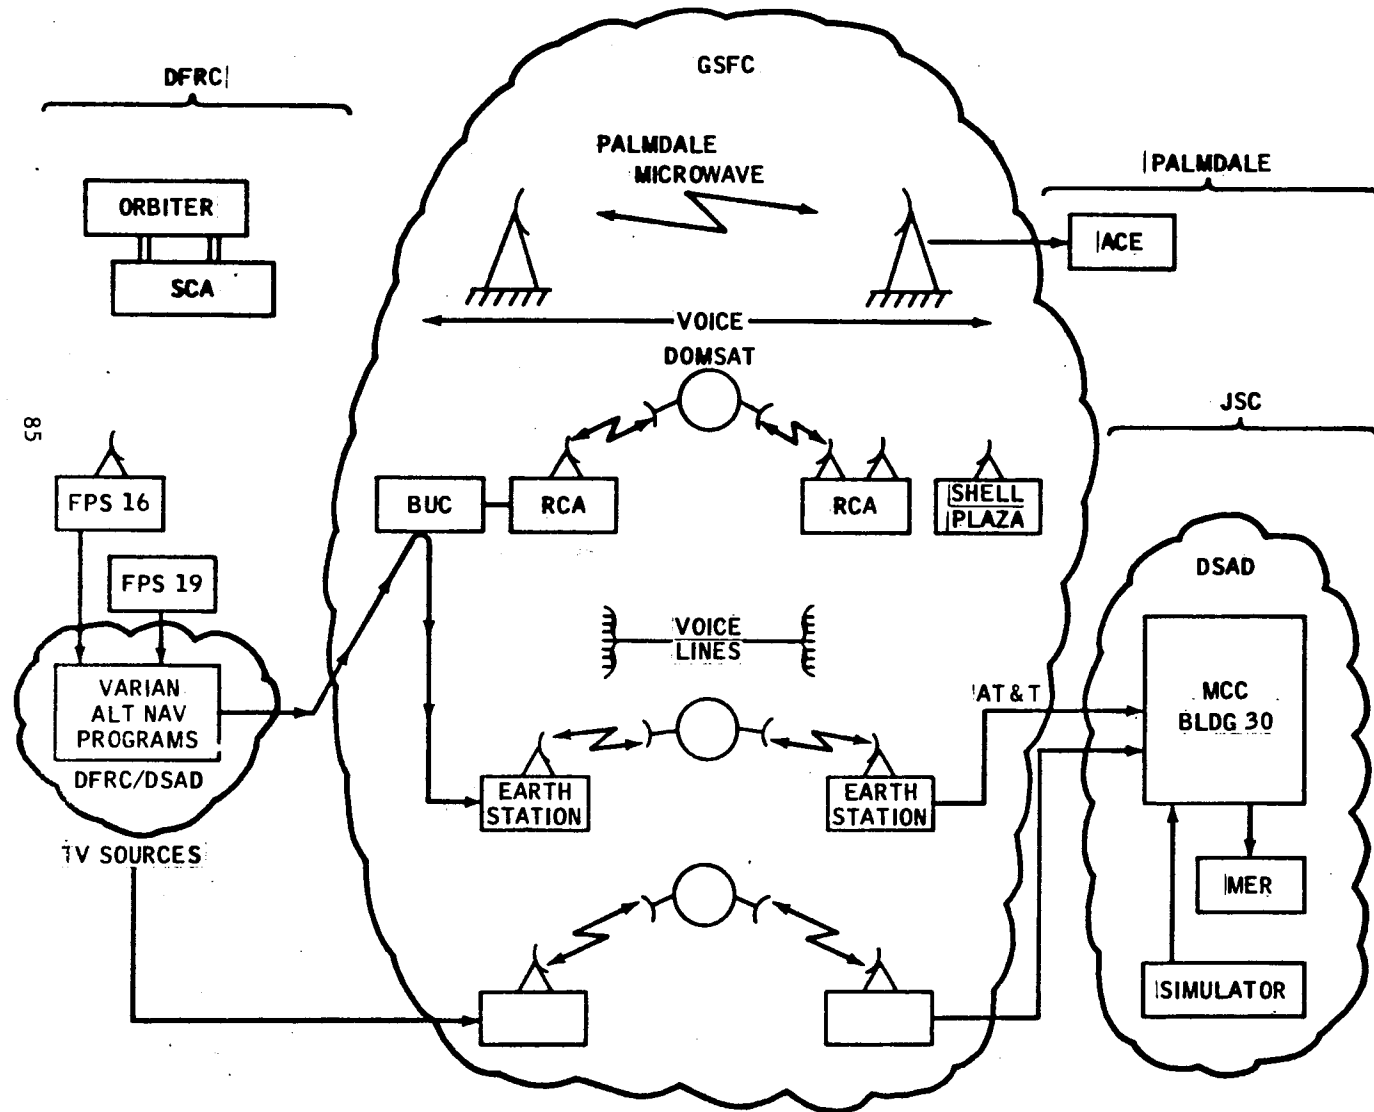 GSFC
DFRC
PALMDALE
MICROWAVE
PALMDALE
ORBITER
SCA
ACE
VOICE
DOMSAT
JSC
85
FPS 16
BUC
RCA
RCA
SHELL
PLAZA
FPS 19
DSAD
VOICE
LINES
VARIAN
ALT NAV
PROGRAMS
DFRC/DSAD
AT & T
MCC
BLDG 30
EARTH
STATION
EARTH
STATION
TV SOURCES
MER
SIMULATOR